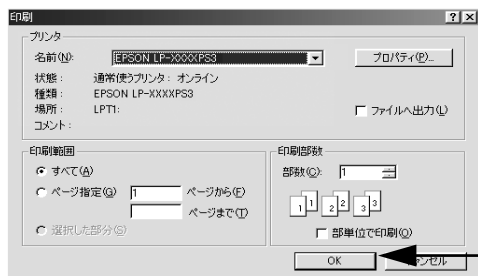 印刷
プリンタ
名前(N): EPSON LP-XXXXPS3 プロパティ(P)...
状態： 通常使うプリンタ： オンライン
種類： EPSON LP-XXXXPS3
場所： LPT1: ファイルへ出力(L)
コメント：
印刷範囲
すべて(A)
ページ指定(G) 1 ページから(F)
ページまで(T)
選択した部分(S)
印刷部数
部数(C): 1
1 1 2 2 3 3
部単位で印刷(O)
OK キャンセル